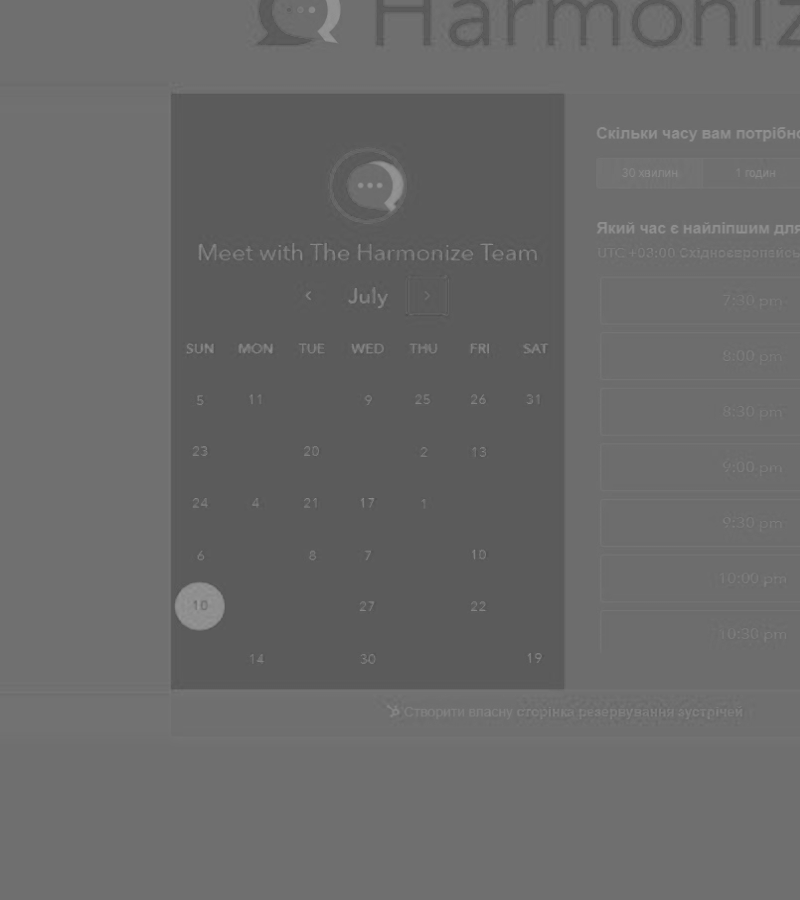 Harmoniz
Скільки часу вам потрібно
30 хвилин 1 годин
Який час є найліпшим для
UTC +03:00 Східноєвропейсь
Meet with The Harmonize Team
July
SUN MON TUE WED THU FRI SAT
5 11 9 25 26 31
23 20 2 13
24 4 21 17 1
6 8 7 10
10 27 22
14 30 19
7:30 pm
8:00 pm
8:30 pm
9:00 pm
9:30 pm
10:00 pm
10:30 pm
Створити власну сторінка резервування зустрічей